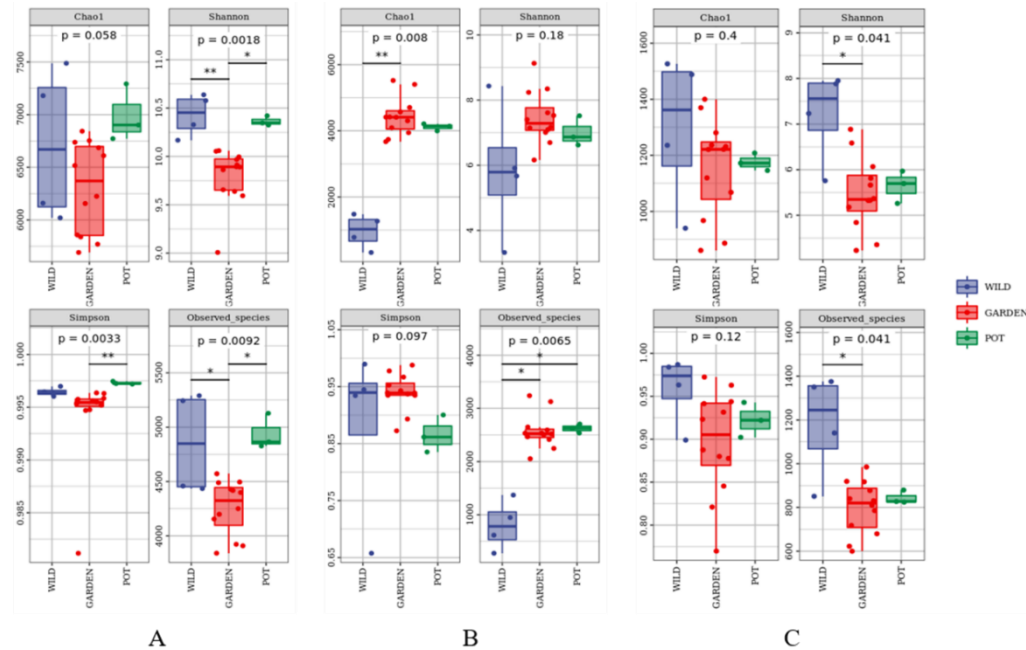 Chao1
p = 0.058
7500
7000
6500
6000
WILD
GARDEN
POT
Shannon
p = 0.0018
**
*
11.0
10.5
10.0
9.5
9.0
WILD
GARDEN
POT
Simpson
p = 0.0033
**
1.000
0.995
0.990
0.985
WILD
GARDEN
POT
Observed_species
p = 0.0092
*
*
5500
5000
4500
4000
WILD
GARDEN
POT
A
Chao1
p = 0.008
**
6000
4000
2000
WILD
GARDEN
POT
Shannon
p = 0.18
10
8
6
4
WILD
GARDEN
POT
Simpson
p = 0.097
1.05
0.95
0.85
0.75
0.65
WILD
GARDEN
POT
Observed_species
p = 0.0065
*
*
4000
3000
2000
1000
WILD
GARDEN
POT
B
Chao1
p = 0.4
1600
1400
1200
1000
WILD
GARDEN
POT
Shannon
p = 0.041
*
9
8
7
6
5
4
WILD
GARDEN
POT
Simpson
p = 0.12
1.00
0.95
0.90
0.85
0.80
WILD
GARDEN
POT
Observed_species
p = 0.041
*
1600
1400
1200
1000
800
600
WILD
GARDEN
POT
C
WILD
GARDEN
POT